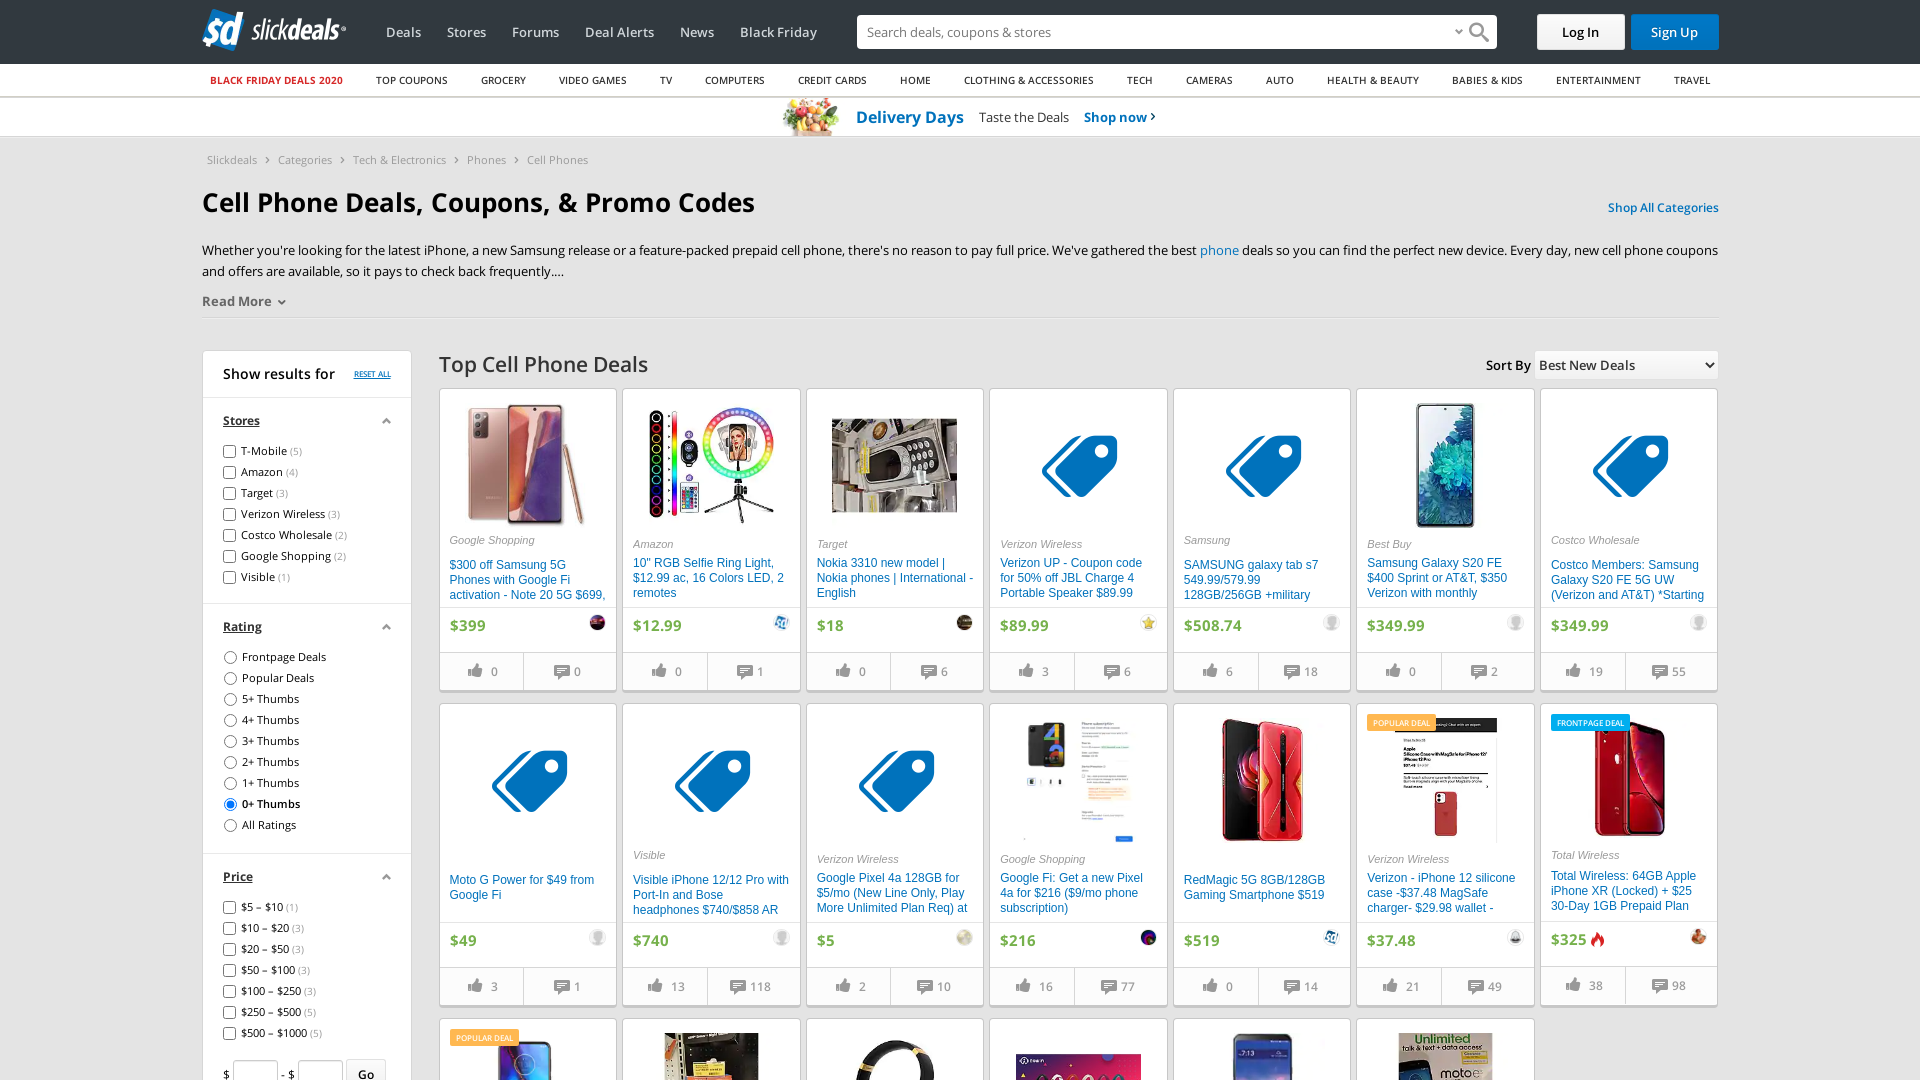 slickdeals
Deals
Stores
Forums
Deal Alerts
News
Black Friday
Search deals, coupons & stores
Log In
Sign Up
BLACK FRIDAY DEALS 2020
TOP COUPONS
GROCERY
VIDEO GAMES
TV
COMPUTERS
CREDIT CARDS
HOME
CLOTHING & ACCESSORIES
TECH
CAMERAS
AUTO
HEALTH & BEAUTY
BABIES & KIDS
ENTERTAINMENT
TRAVEL
Delivery Days Taste the Deals Shop now
Slickdeals > Categories > Tech & Electronics > Phones > Cell Phones
Cell Phone Deals, Coupons, & Promo Codes
Shop All Categories
Whether you're looking for the latest iPhone, a new Samsung release or a feature-packed prepaid cell phone, there's no reason to pay full price. We've gathered the best phone deals so you can find the perfect new device. Every day, new cell phone coupons
and offers are available, so it pays to check back frequently....
Read More
Show results for
RESET ALL
Stores
T-Mobile (5)
Amazon (4)
Target (3)
Verizon Wireless (3)
Costco Wholesale (2)
Google Shopping (2)
Visible (1)
Rating
Frontpage Deals
Popular Deals
5+ Thumbs
4+ Thumbs
3+ Thumbs
2+ Thumbs
1+ Thumbs
0+ Thumbs
All Ratings
Price
$5 – $10 (1)
$10 – $20 (3)
$20 – $50 (3)
$50 – $100 (3)
$100 – $250 (3)
$250 – $500 (5)
$500 – $1000 (5)
$ - $ Go
Top Cell Phone Deals
Sort By Best New Deals
Google Shopping
$300 off Samsung 5G
Phones with Google Fi
activation - Note 20 5G $699,
$399
0 0
Amazon
10" RGB Selfie Ring Light,
$12.99 ac, 16 Colors LED, 2
remotes
$12.99
0 1
Target
Nokia 3310 new model |
Nokia phones | International -
English
$18
0 6
Verizon Wireless
Verizon UP - Coupon code
for 50% off JBL Charge 4
Portable Speaker $89.99
$89.99
3 6
Samsung
SAMSUNG galaxy tab s7
549.99/579.99
128GB/256GB +military
$508.74
6 18
Best Buy
Samsung Galaxy S20 FE
$400 Sprint or AT&T, $350
Verizon with monthly
$349.99
0 2
Costco Wholesale
Costco Members: Samsung
Galaxy S20 FE 5G UW
(Verizon and AT&T) *Starting
$349.99
19 55
Moto G Power for $49 from
Google Fi
$49
3 1
Visible
Visible iPhone 12/12 Pro with
Port-In and Bose
headphones $740/$858 AR
$740
13 118
Verizon Wireless
Google Pixel 4a 128GB for
$5/mo (New Line Only, Play
More Unlimited Plan Req) at
$5
2 10
Google Shopping
Google Fi: Get a new Pixel
4a for $216 ($9/mo phone
subscription)
$216
16 77
RedMagic 5G 8GB/128GB
Gaming Smartphone $519
$519
0 14
POPULAR DEAL
Verizon Wireless
Verizon - iPhone 12 silicone
case -$37.48 MagSafe
charger- $29.98 wallet -
$37.48
21 49
FRONTPAGE DEAL
Total Wireless
Total Wireless: 64GB Apple
iPhone XR (Locked) + $25
30-Day 1GB Prepaid Plan
$325
38 98
POPULAR DEAL
7:13
Unlimited
talk & text + data access
moto e